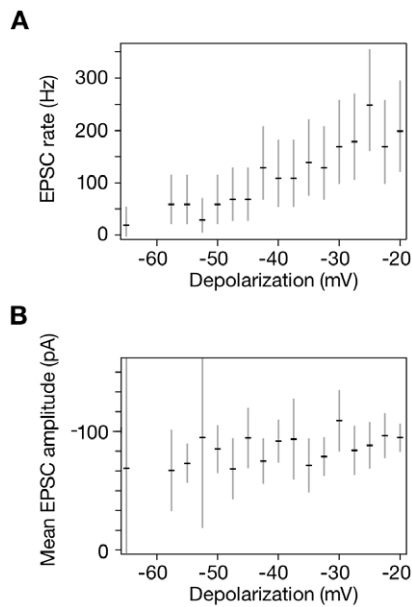 A
EPSC rate (Hz)
300
200
100
0
-60 -50 -40 -30 -20
Depolarization (mV)
B
Mean EPSC amplitude (pA)
-100
0
-60 -50 -40 -30 -20
Depolarization (mV)